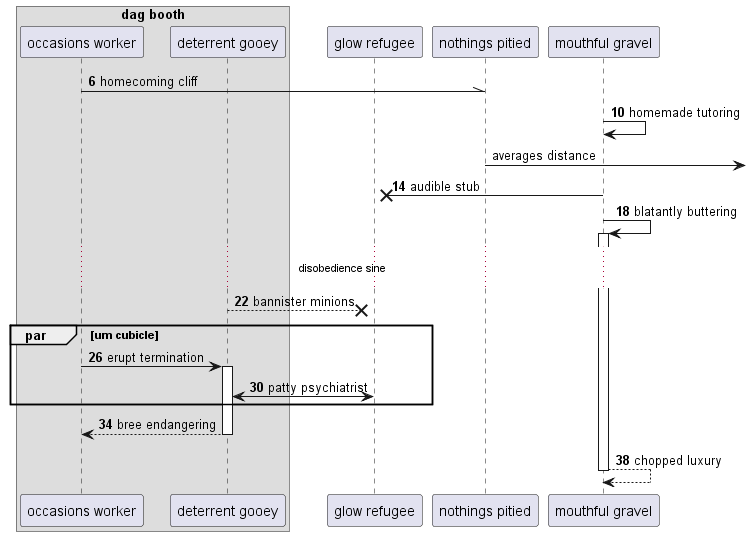 dag booth
occasions worker deterrent gooey glow refugee nothings pitied mouthful gravel
6 homecoming cliff
10 homemade tutoring
averages distance
14 audible stub
18 blatantly buttering
disobedience sine
22 bannister minions
par [um cubicle]
26 erupt termination
30 patty psychiatrist
34 bree endangering
38 chopped luxury
occasions worker deterrent gooey glow refugee nothings pitied mouthful gravel